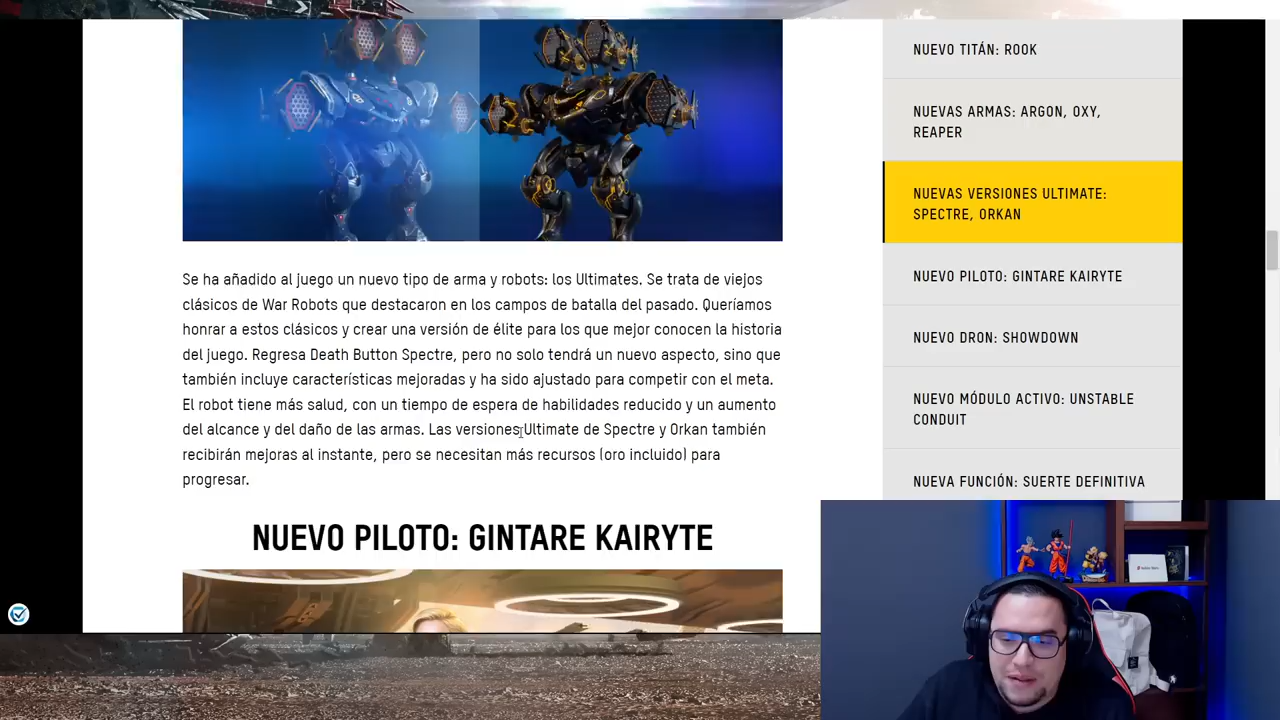 Se ha añadido al juego un nuevo tipo de arma y robots: los Ultimates. Se trata de viejos
clásicos de War Robots que destacaron en los campos de batalla del pasado. Queríamos
honrar a estos clásicos y crear una versión de élite para los que mejor conocen la historia
del juego. Regresa Death Button Spectre, pero no solo tendrá un nuevo aspecto, sino que
también incluye características mejoradas y ha sido ajustado para competir con el meta.
El robot tiene más salud, con un tiempo de espera de habilidades reducido y un aumento
del alcance y del daño de las armas. Las versiones Ultimate de Spectre y Orkan también
recibirán mejoras al instante, pero se necesitan más recursos (oro incluido) para
progresar.
NUEVO PILOTO: GINTARE KAIRYTE
NUEVO TITÁN: ROOK
NUEVAS ARMAS: ARGON, OXY,
REAPER
NUEVAS VERSIONES ULTIMATE:
SPECTRE, ORKAN
NUEVO PILOTO: GINTARE KAIRYTE
NUEVO DRON: SHOWDOWN
NUEVO MÓDULO ACTIVO: UNSTABLE
CONDUIT
NUEVA FUNCIÓN: SUERTE DEFINITIVA